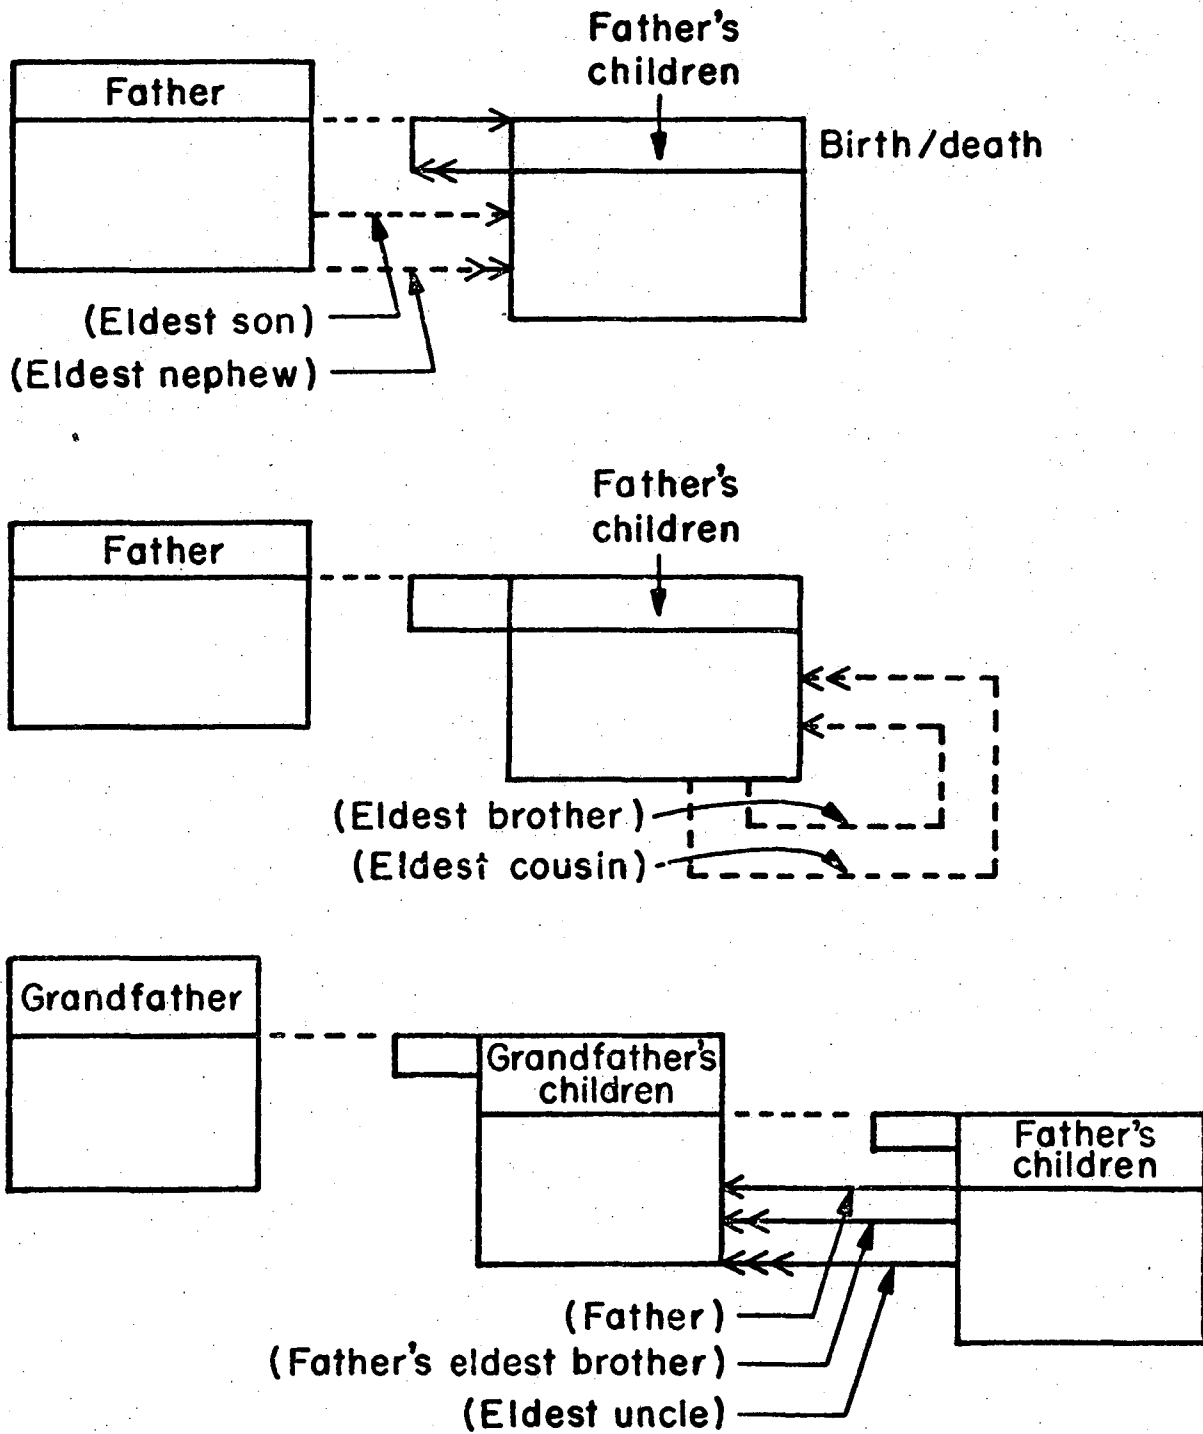 Father's
children
Father
Birth/death
(Eldest son)
(Eldest nephew)
Father's
children
Father
(Eldest brother)
(Eldest cousin)
Grandfather
Grandfather's
children
Father's
children
(Father)
(Father's eldest brother)
(Eldest uncle)